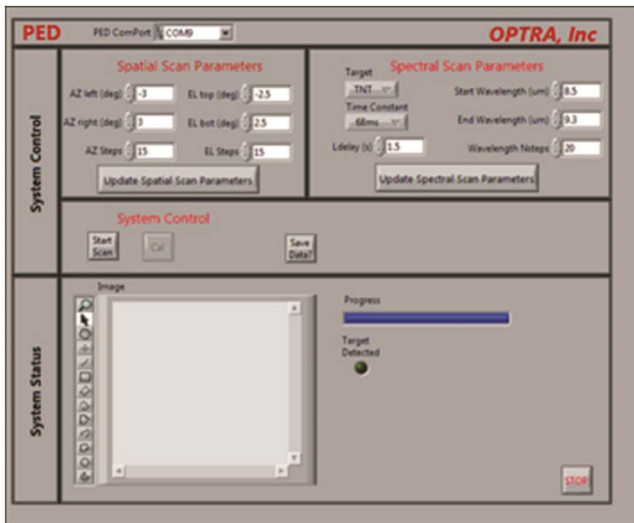 PED
PED ComPort COM9
OPTRA, Inc
System Control
Spatial Scan Parameters
AZ left (deg) -3
EL top (deg) -2.5
AZ right (deg) 3
EL bot (deg) 2.5
AZ Steps 15
EL Steps 15
Update Spatial Scan Parameters
Spectral Scan Parameters
Target
TNT
Start Wavelength (um) 8.5
Time Constant
68ms
End Wavelength (um) 9.3
Ldelay (s) 1.5
Wavelength Nsteps 20
Update Spectral Scan Parameters
System Control
Start
Scan
Cal
Save
Data?
System Status
Image
Progress
Target
Detected
STOP